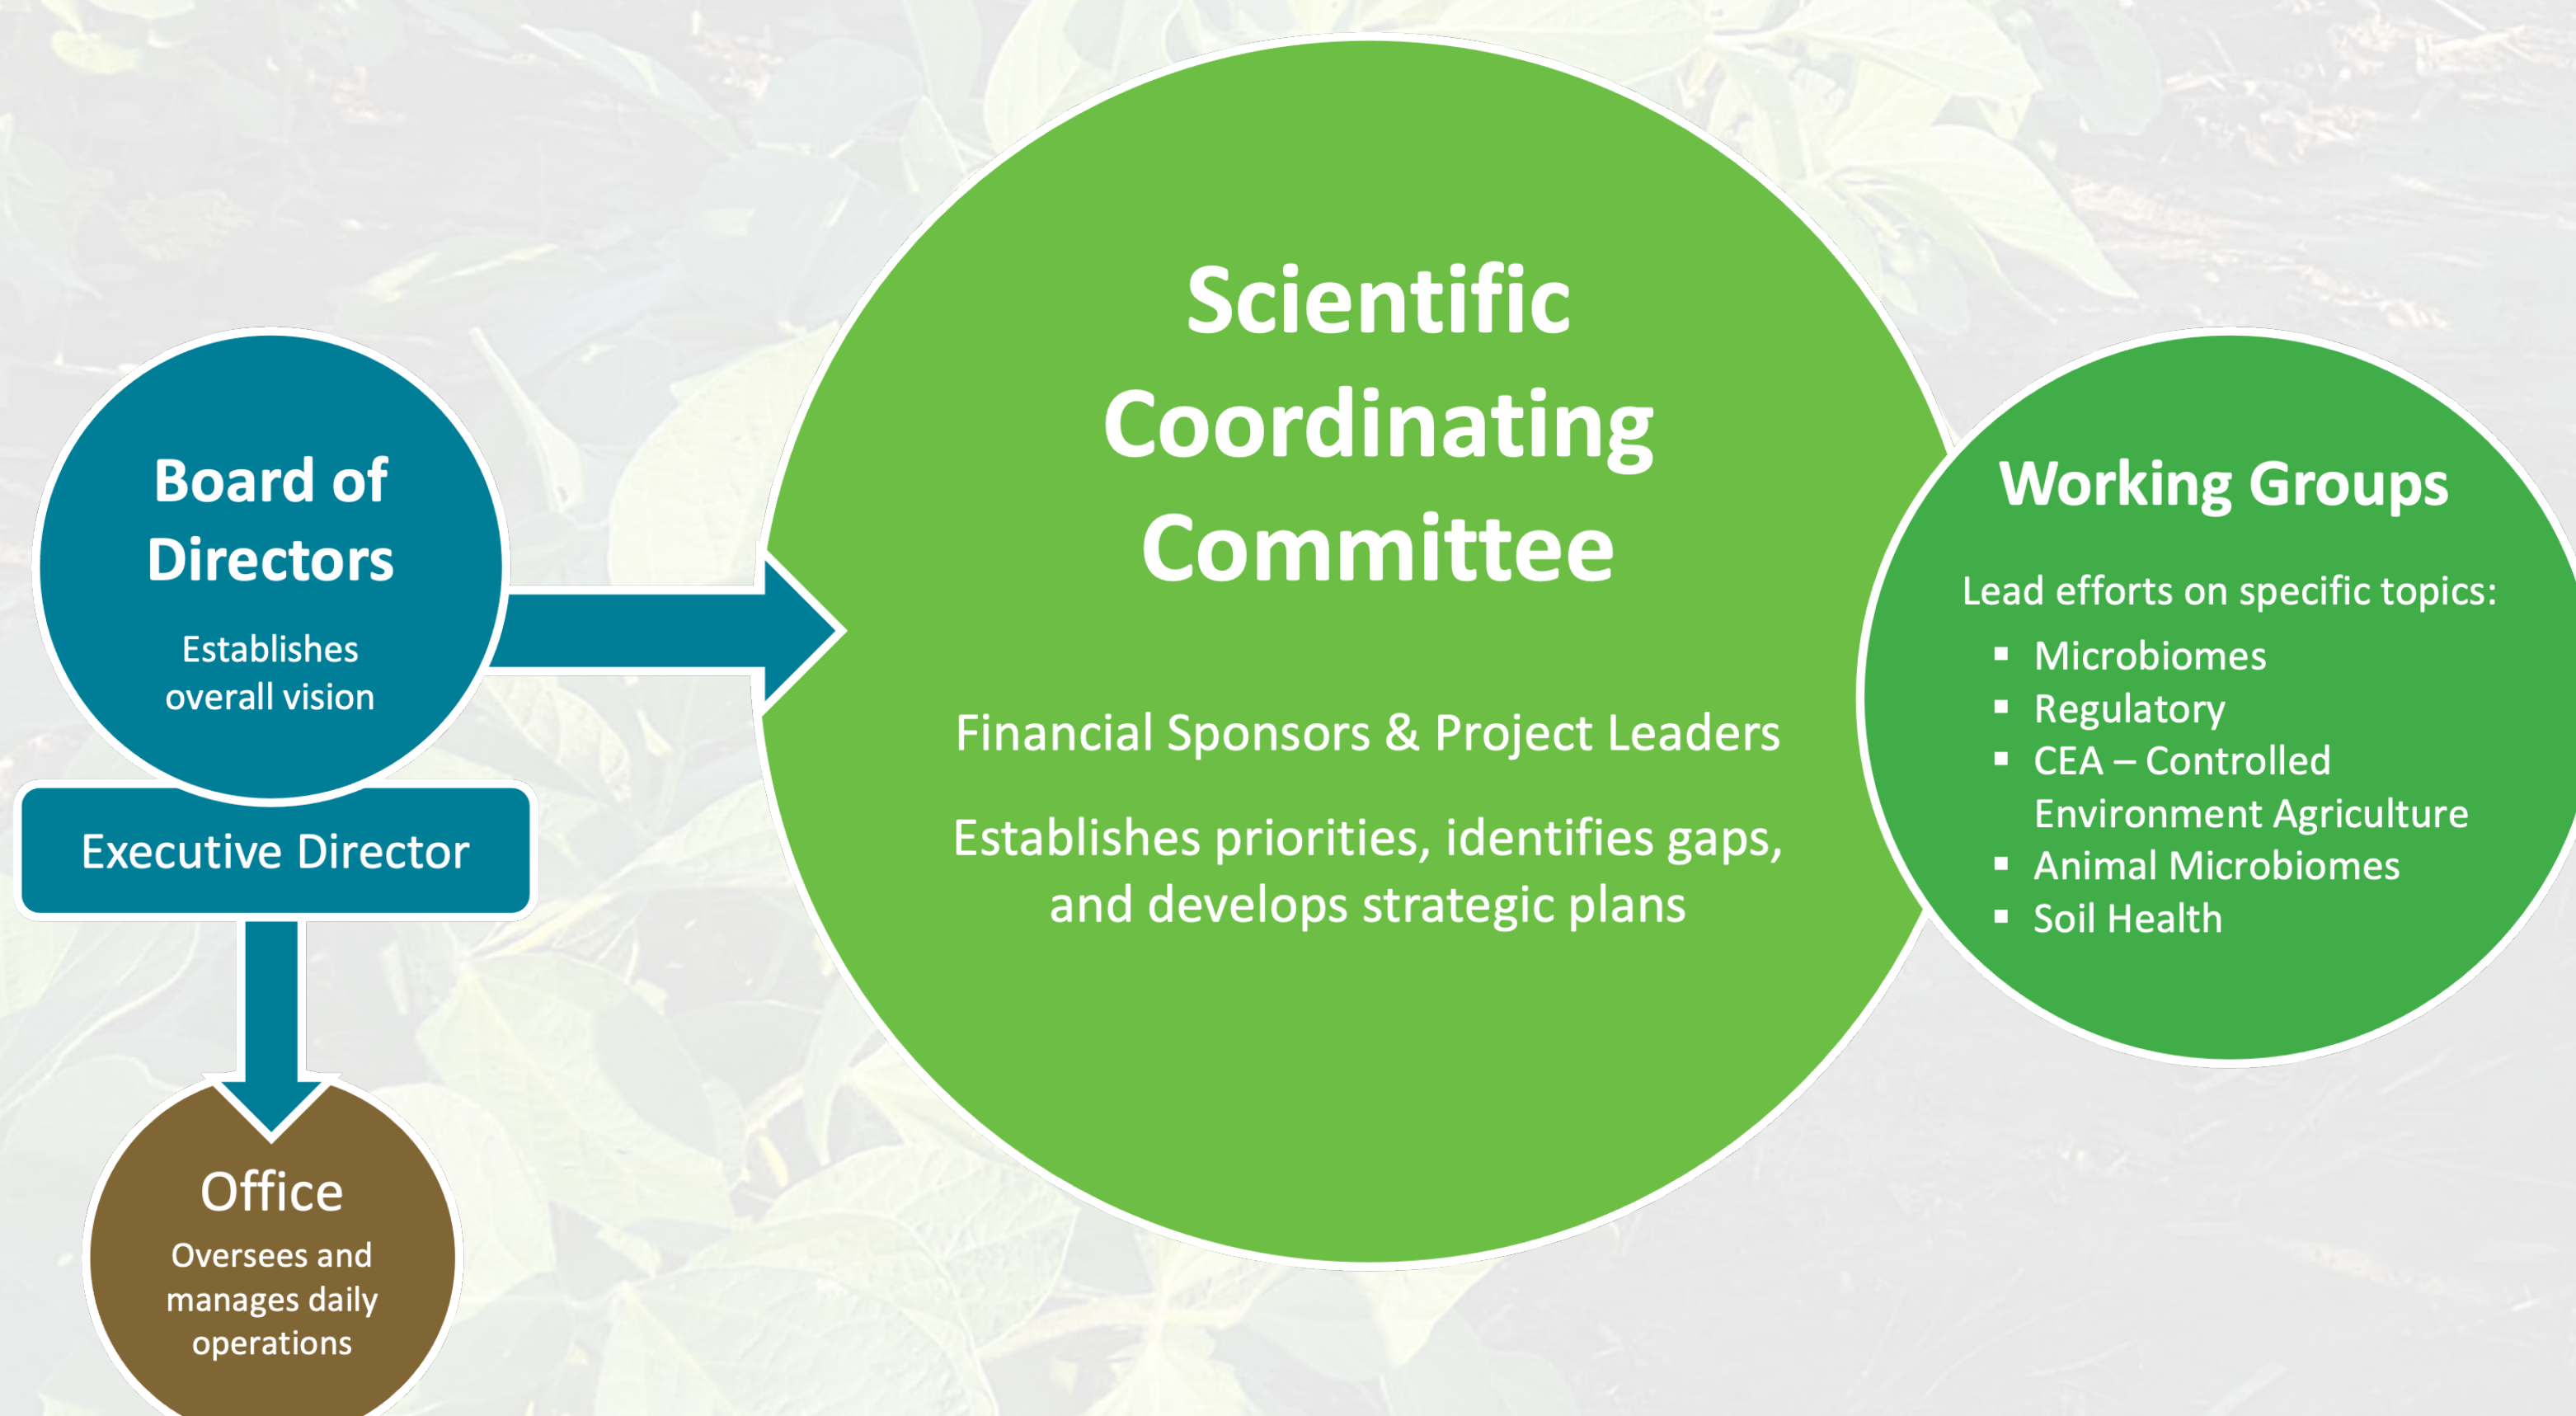 Board of
Directors
Establishes
overall vision
Executive Director
Office
Oversees and
manages daily
operations
Scientific
Coordinating
Committee
Financial Sponsors & Project Leaders
Establishes priorities, identifies gaps,
and develops strategic plans
Working Groups
Lead efforts on specific topics:
▪ Microbiomes
▪ Regulatory
▪ CEA – Controlled
Environment Agriculture
▪ Animal Microbiomes
▪ Soil Health